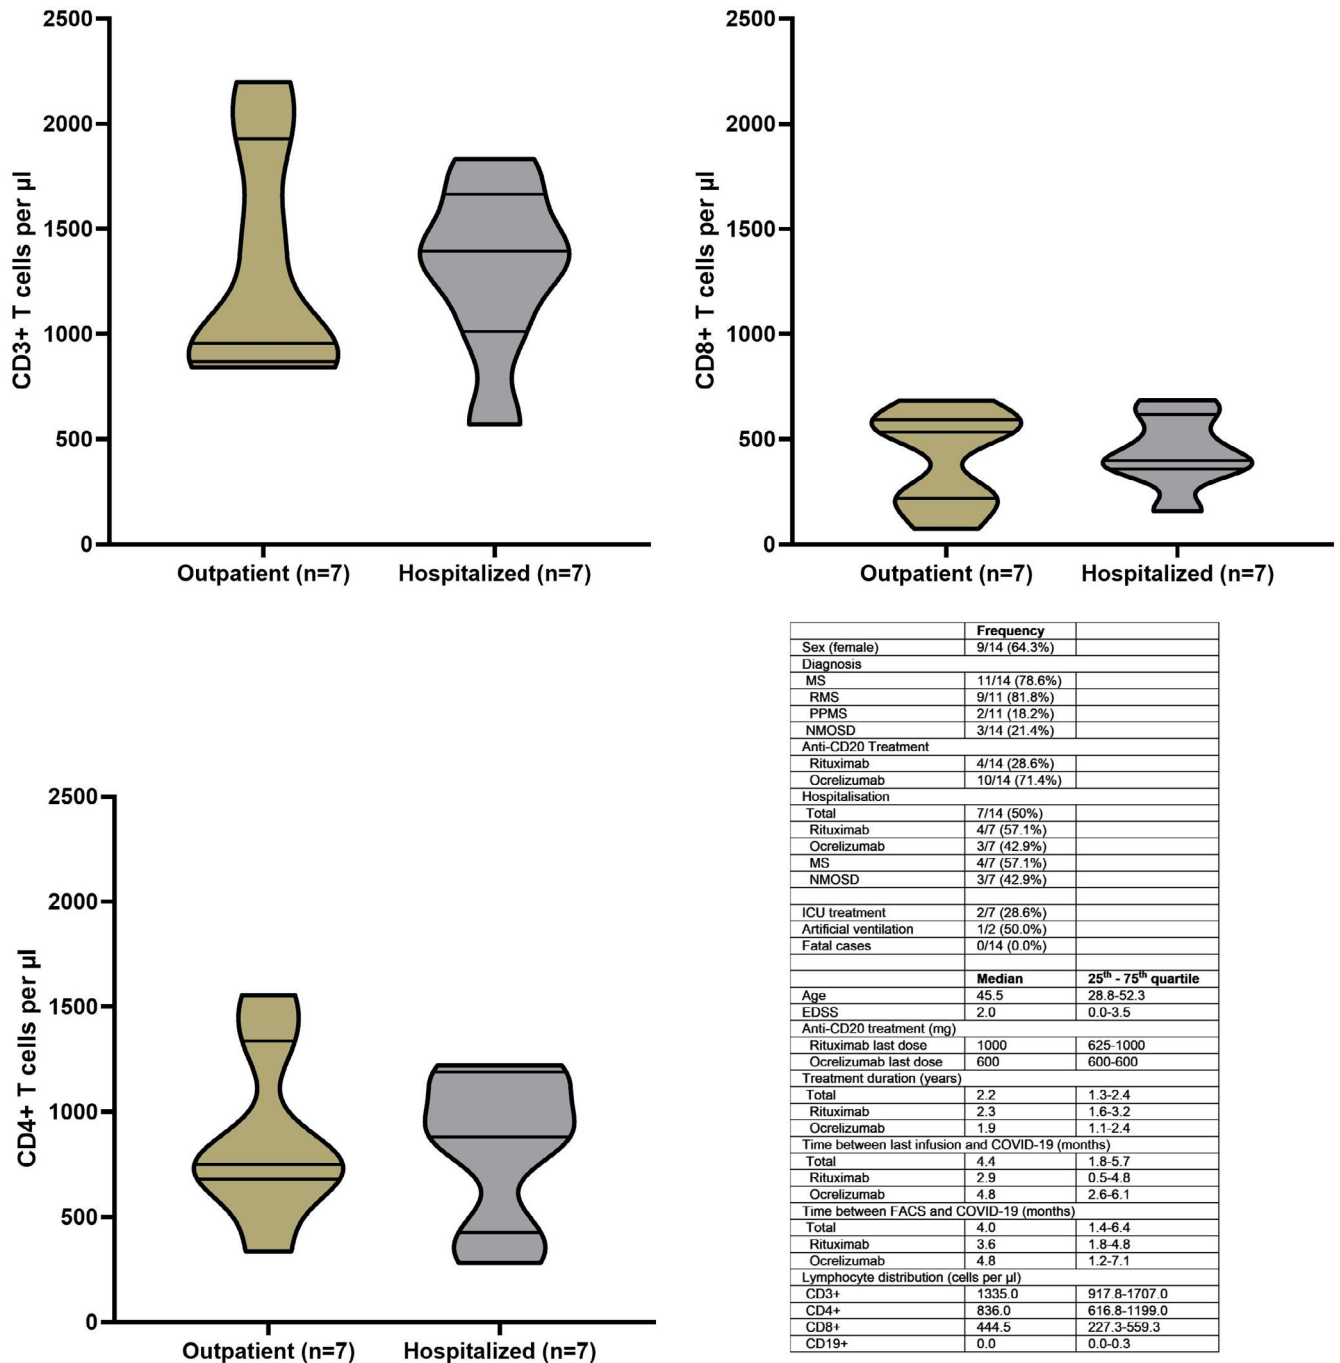 2500
2000
1500
1000
500
0
CD3+ T cells per µl
Outpatient (n=7) Hospitalized (n=7)
2500
2000
1500
1000
500
0
CD8+ T cells per µl
Outpatient (n=7) Hospitalized (n=7)
2500
2000
1500
1000
500
0
CD4+ T cells per µl
Outpatient (n=7) Hospitalized (n=7)
Frequency
Sex (female) 9/14 (64.3%)
Diagnosis
MS 11/14 (78.6%)
RMS 9/11 (81.8%)
PPMS 2/11 (18.2%)
NMOSD 3/14 (21.4%)
Anti-CD20 Treatment
Rituximab 4/14 (28.6%)
Ocrelizumab 10/14 (71.4%)
Hospitalisation
Total 7/14 (50%)
Rituximab 4/7 (57.1%)
Ocrelizumab 3/7 (42.9%)
MS 4/7 (57.1%)
NMOSD 3/7 (42.9%)
ICU treatment 2/7 (28.6%)
Artificial ventilation 1/2 (50.0%)
Fatal cases 0/14 (0.0%)
Median 25th - 75th quartile
Age 45.5 28.8-52.3
EDSS 2.0 0.0-3.5
Anti-CD20 treatment (mg)
Rituximab last dose 1000 625-1000
Ocrelizumab last dose 600 600-600
Treatment duration (years)
Total 2.2 1.3-2.4
Rituximab 2.3 1.6-3.2
Ocrelizumab 1.9 1.1-2.4
Time between last infusion and COVID-19 (months)
Total 4.4 1.8-5.7
Rituximab 2.9 0.5-4.8
Ocrelizumab 4.8 2.6-6.1
Time between FACS and COVID-19 (months)
Total 4.0 1.4-6.4
Rituximab 3.6 1.8-4.8
Ocrelizumab 4.8 1.2-7.1
Lymphocyte distribution (cells per µl)
CD3+ 1335.0 917.8-1707.0
CD4+ 836.0 616.8-1199.0
CD8+ 444.5 227.3-559.3
CD19+ 0.0 0.0-0.3